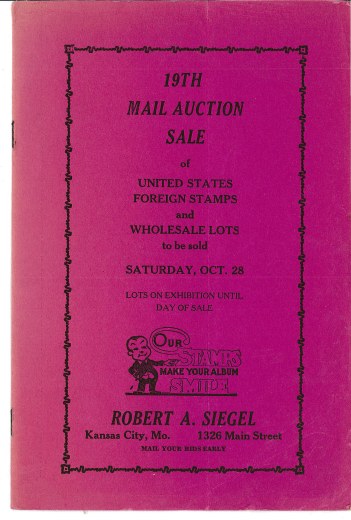 19TH
MAIL AUCTION
SALE
of
UNITED STATES
FOREIGN STAMPS
and
WHOLESALE LOTS
to be sold
SATURDAY, OCT. 28
LOTS ON EXHIBITION UNTIL
DAY OF SALE
OUR
STAMPS
MAKE YOUR ALBUM
SMILE
ROBERT A. SIEGEL
Kansas City, Mo. 1326 Main Street
MAIL YOUR BIDS EARLY